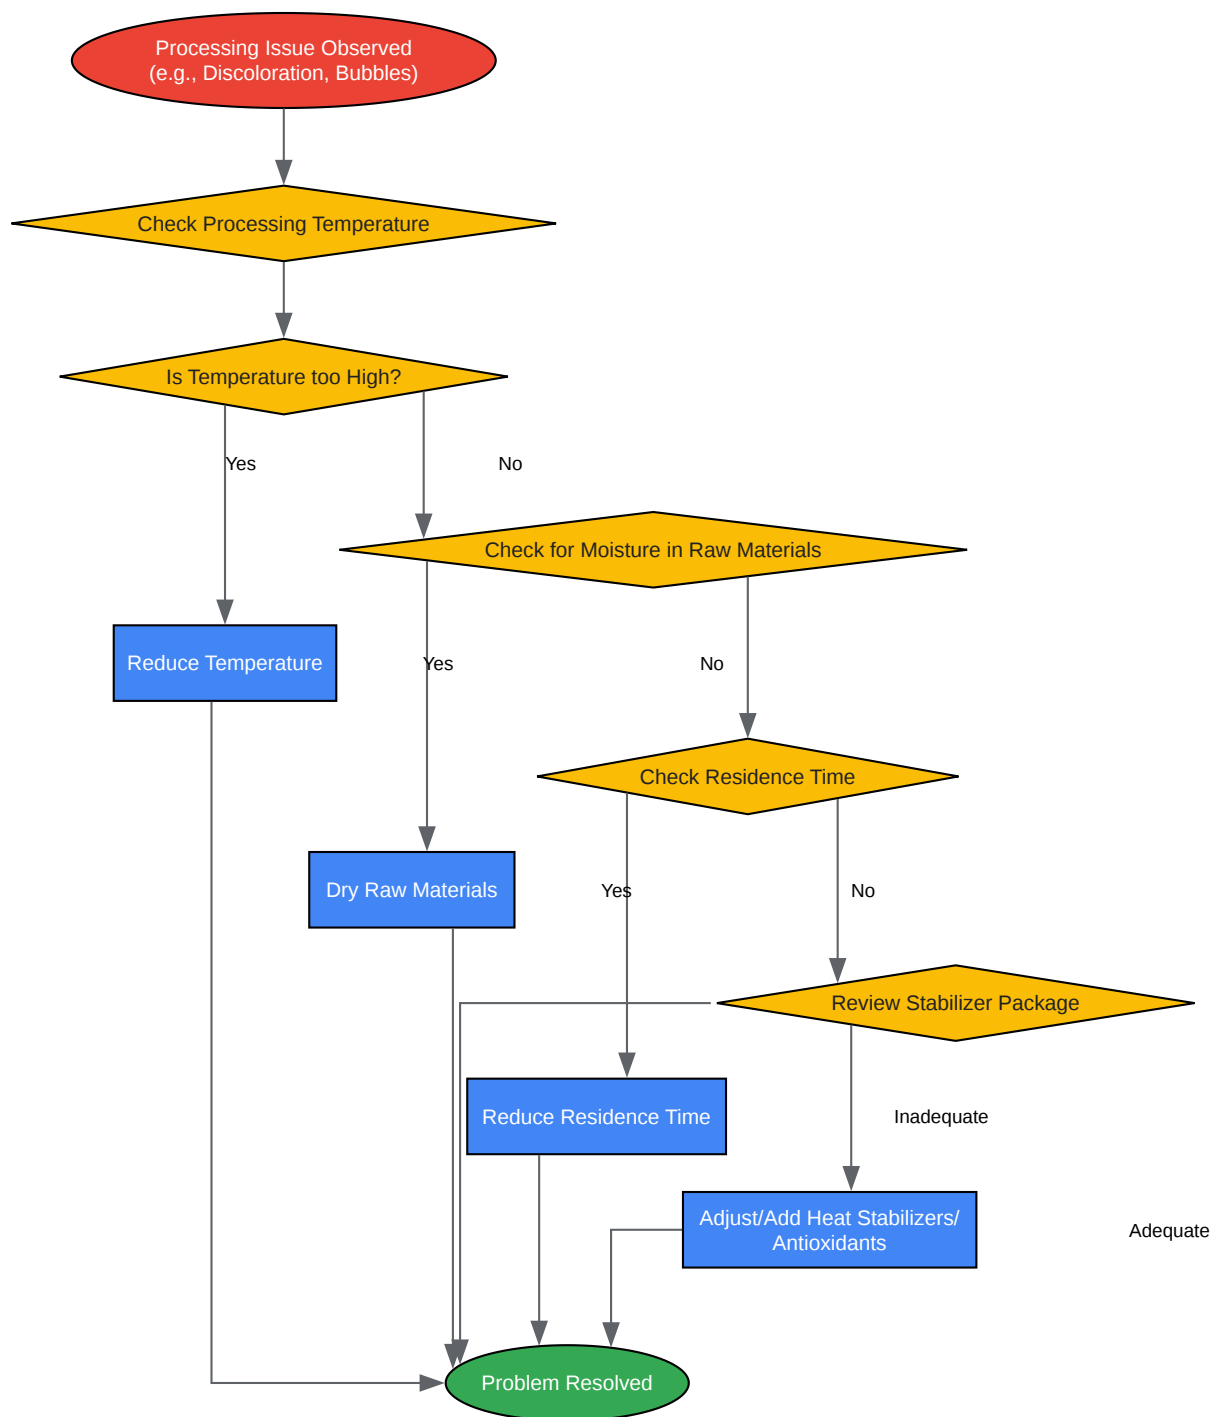 Processing Issue Observed
(e.g., Discoloration, Bubbles)
Check Processing Temperature
Is Temperature too High?
Yes
No
Check for Moisture in Raw Materials
Reduce Temperature
Yes
No
Check Residence Time
Dry Raw Materials
Yes
No
Review Stabilizer Package
Reduce Residence Time
Inadequate
Adjust/Add Heat Stabilizers/
Antioxidants
Adequate
Problem Resolved